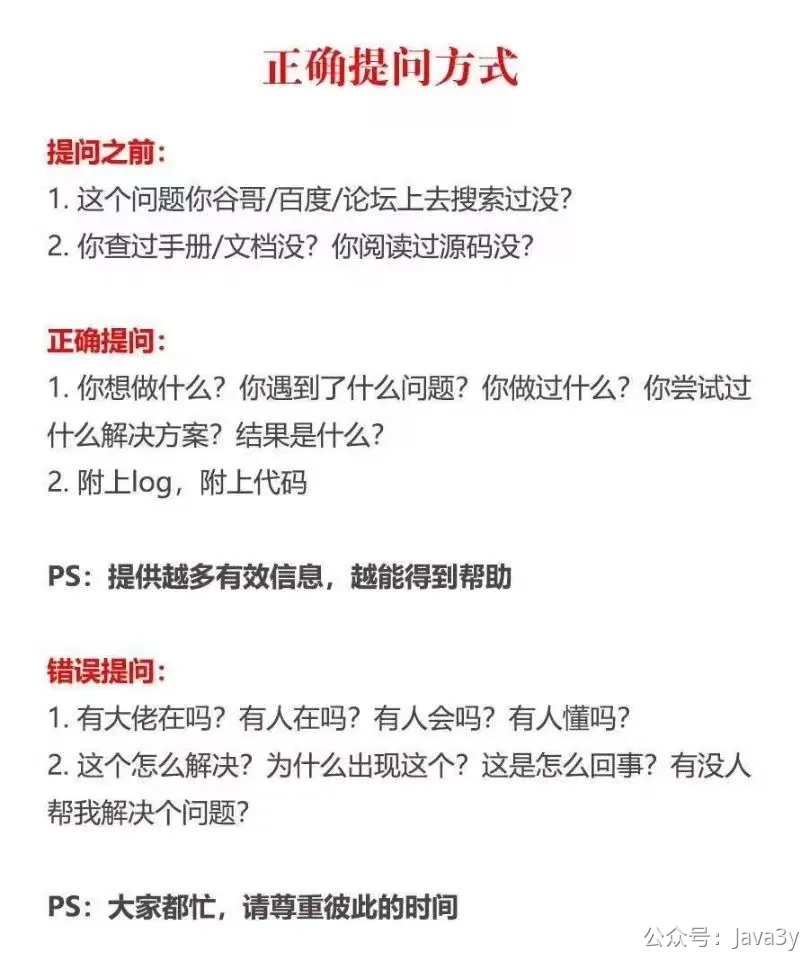 正确提问方式
提问之前：
1. 这个问题你谷哥/百度/论坛上去搜索过没？
2. 你查过手册/文档没？你阅读过源码没？
正确提问：
1. 你想做什么？你遇到了什么问题？你做过什么？你尝试过
什么解决方案？结果是什么？
2. 附上log，附上代码
PS：提供越多有效信息，越能得到帮助
错误提问：
1. 有大佬在吗？有人在吗？有人会吗？有人懂吗？
2. 这个怎么解决？为什么出现这个？这是怎么回事？有没人
帮我解决个问题？
PS：大家都忙，请尊重彼此的时间
公众号：Java3y